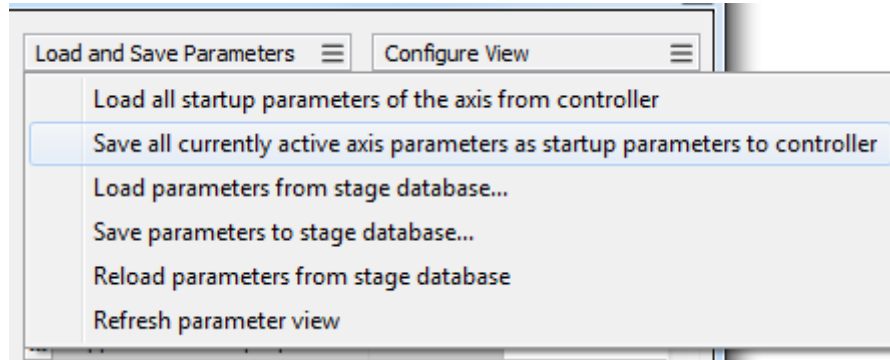 Load and Save Parameters
Configure View
Load all startup parameters of the axis from controller
Save all currently active axis parameters as startup parameters to controller
Load parameters from stage database...
Save parameters to stage database...
Reload parameters from stage database
Refresh parameter view